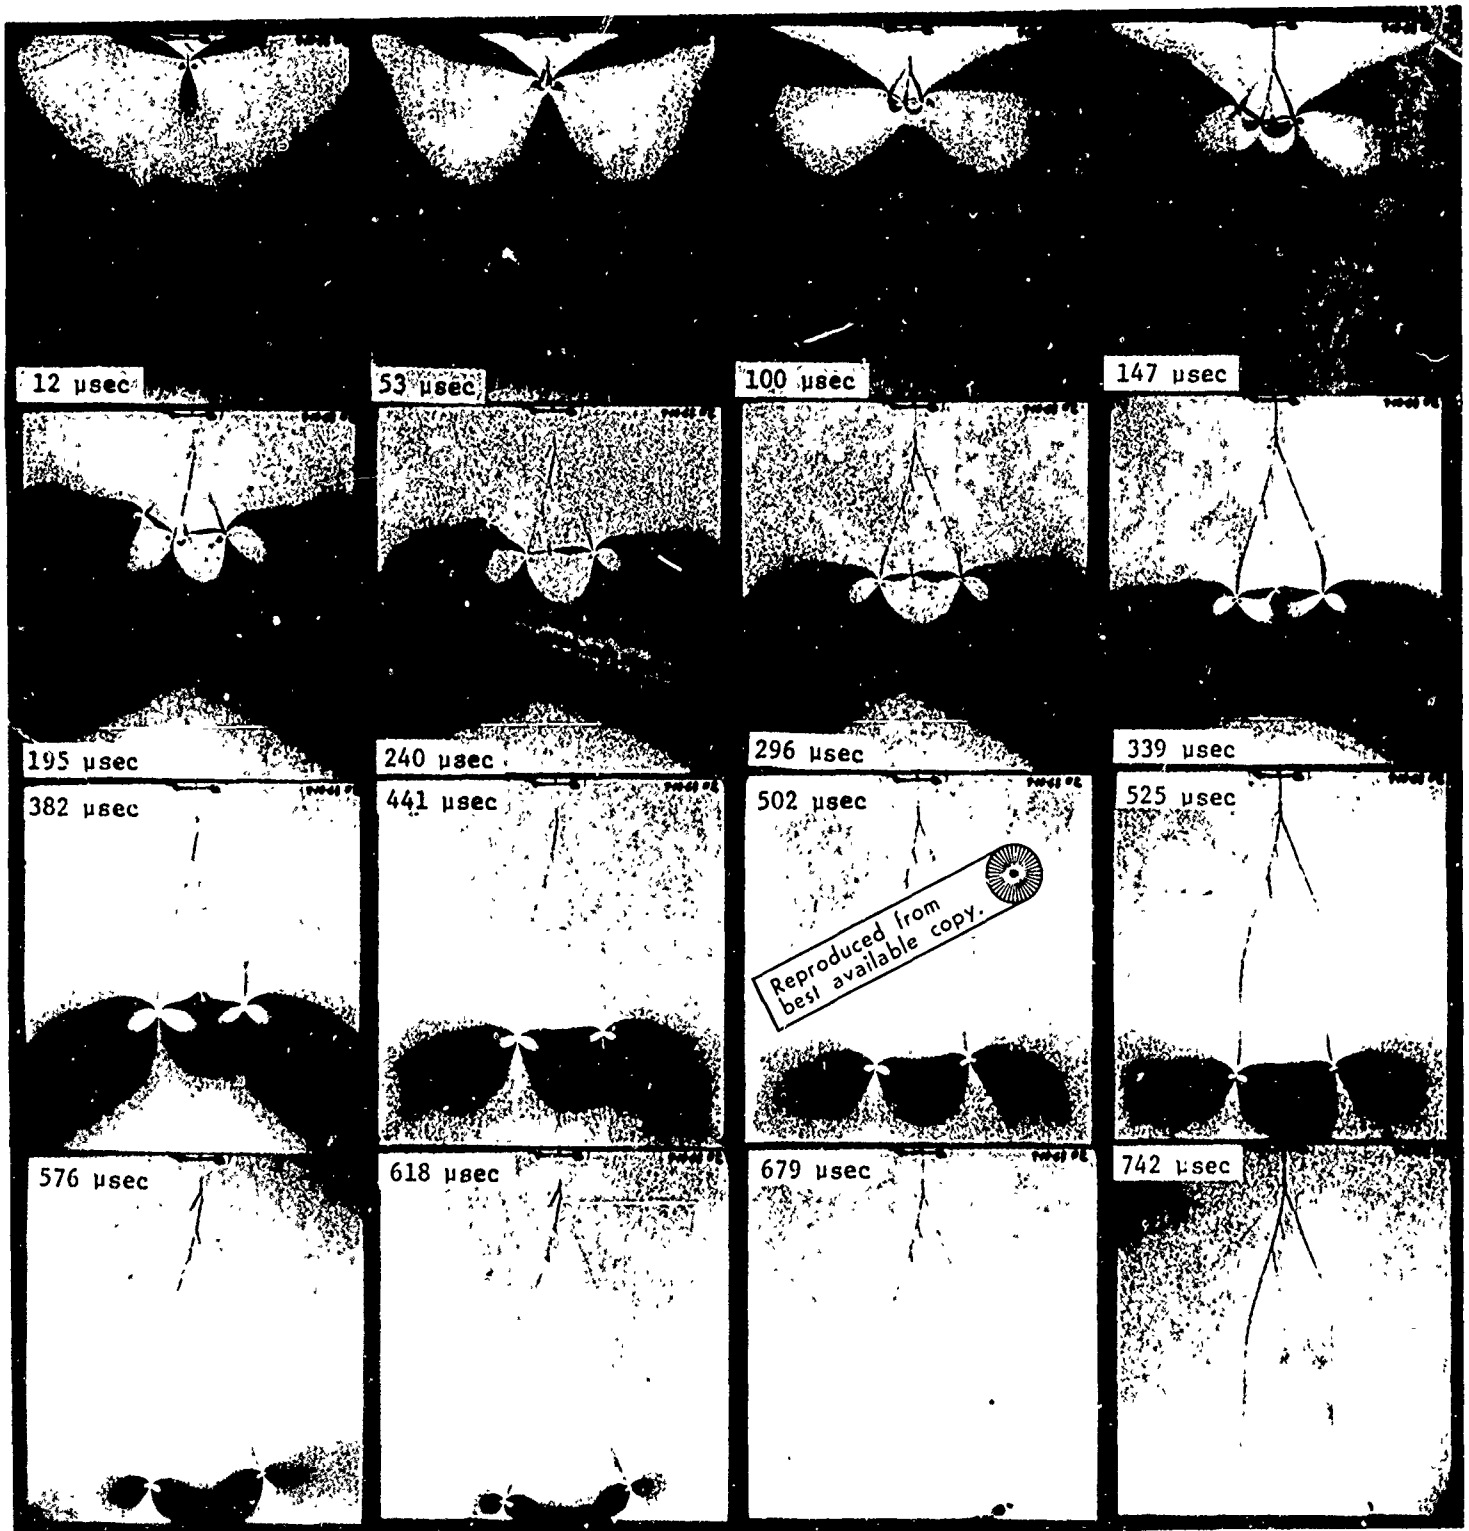 12 µsec
53 µsec
100 µsec
147 µsec
195 µsec
240 µsec
296 µsec
339 µsec
382 µsec
441 µsec
502 µsec
525 µsec
Reproduced from
best available copy.
576 µsec
618 µsec
679 µsec
742 µsec